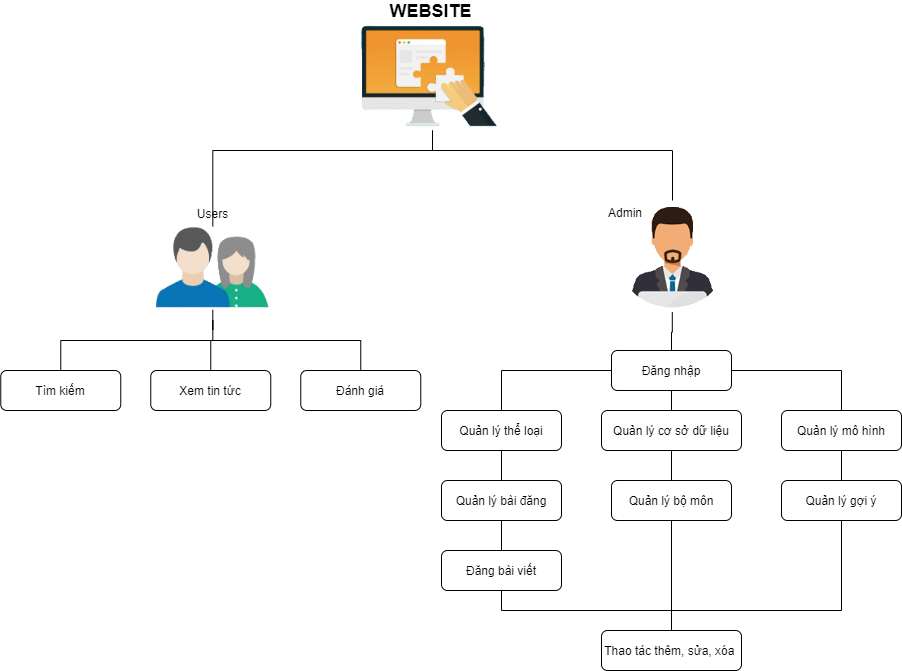 WEBSITE
Users
Admin
Đăng nhập
Tìm kiếm
Xem tin tức
Đánh giá
Quản lý thể loại
Quản lý cơ sở dữ liệu
Quản lý mô hình
Quản lý bài đăng
Quản lý bộ môn
Quản lý gợi ý
Đăng bài viết
Thao tác thêm, sửa, xóa